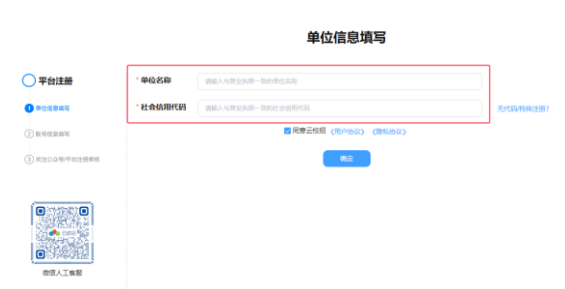 单位信息填写
平台注册
1 单位信息填写
2 账号信息填写
3 关注公众号/平台注册审核
微信人工客服
* 单位名称 请输入与营业执照一致的单位名称
* 社会信用代码 请输入与营业执照一致的社会信用代码
无代码/特殊注册？
同意云校招 《用户协议》 《隐私协议》
确定